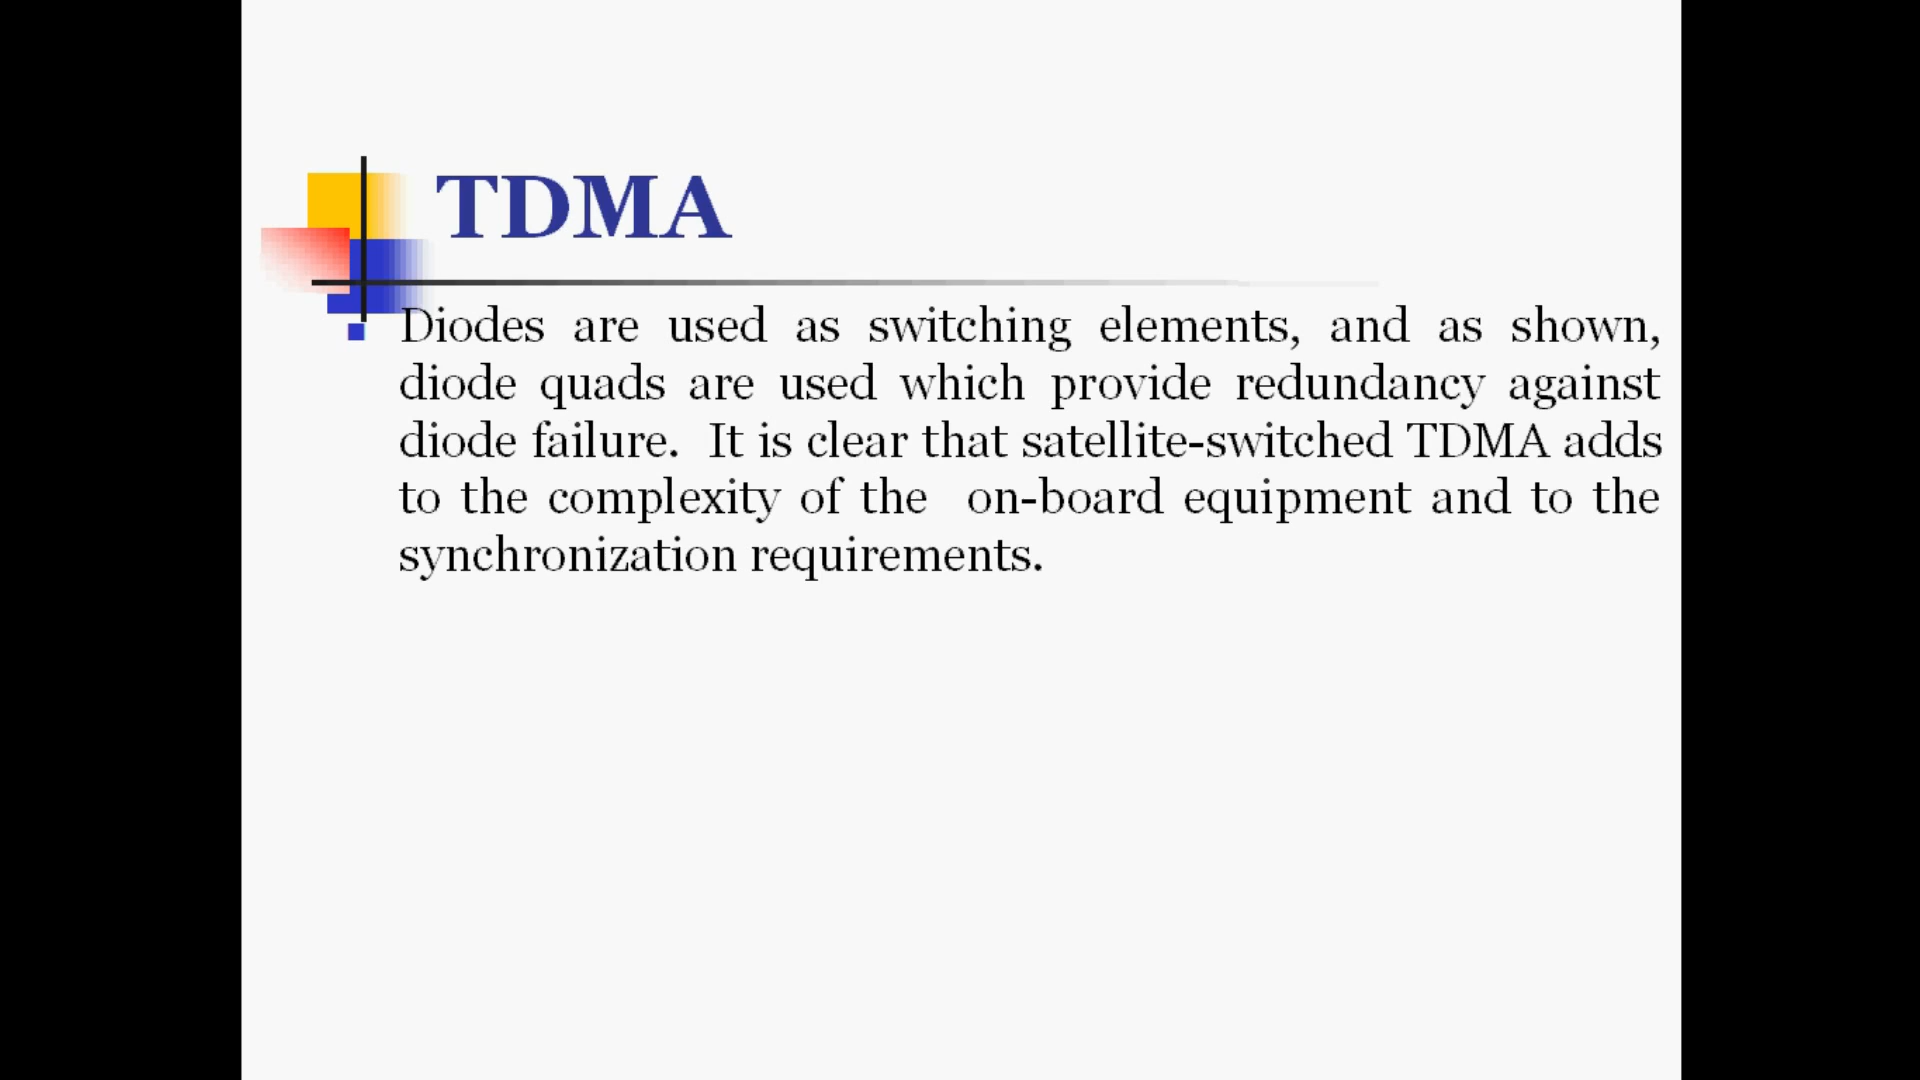 TDMA
Diodes are used as switching elements, and as shown,
diode quads are used which provide redundancy against
diode failure.  It is clear that satellite-switched TDMA adds
to the complexity of the  on-board equipment and to the
synchronization requirements.